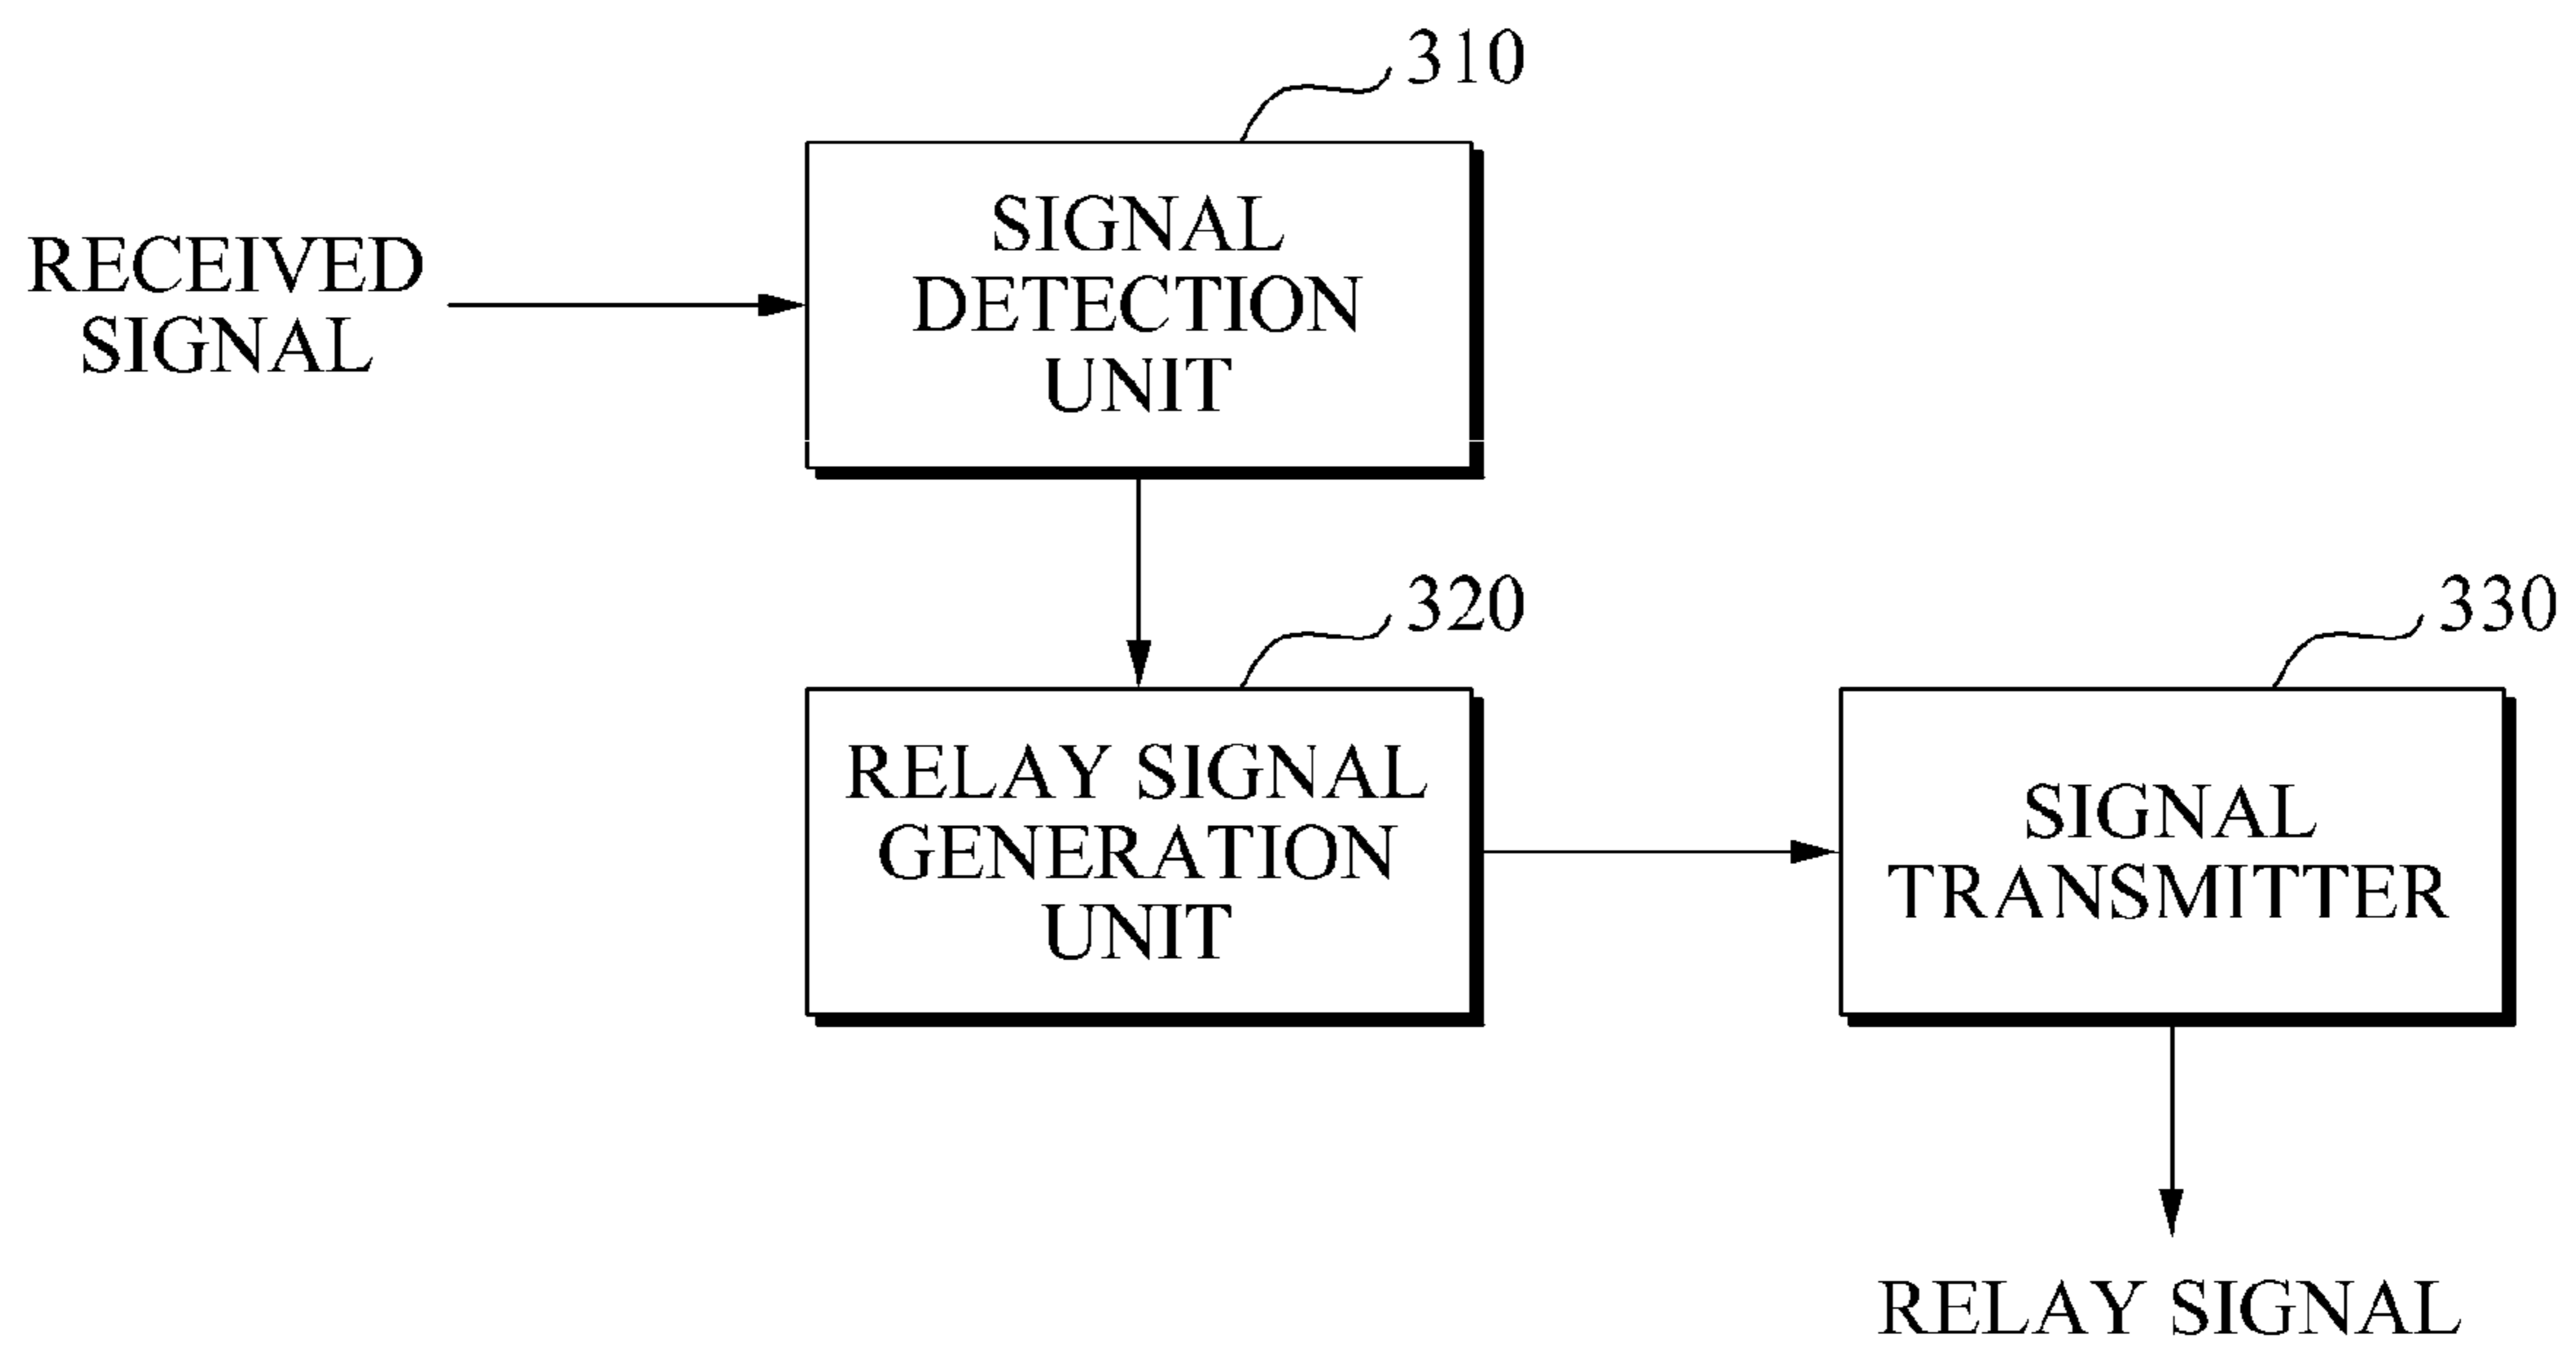 310
SIGNAL
DETECTION
UNIT
RECEIVED
SIGNAL
320
RELAY SIGNAL
GENERATION
UNIT
330
SIGNAL
TRANSMITTER
RELAY SIGNAL